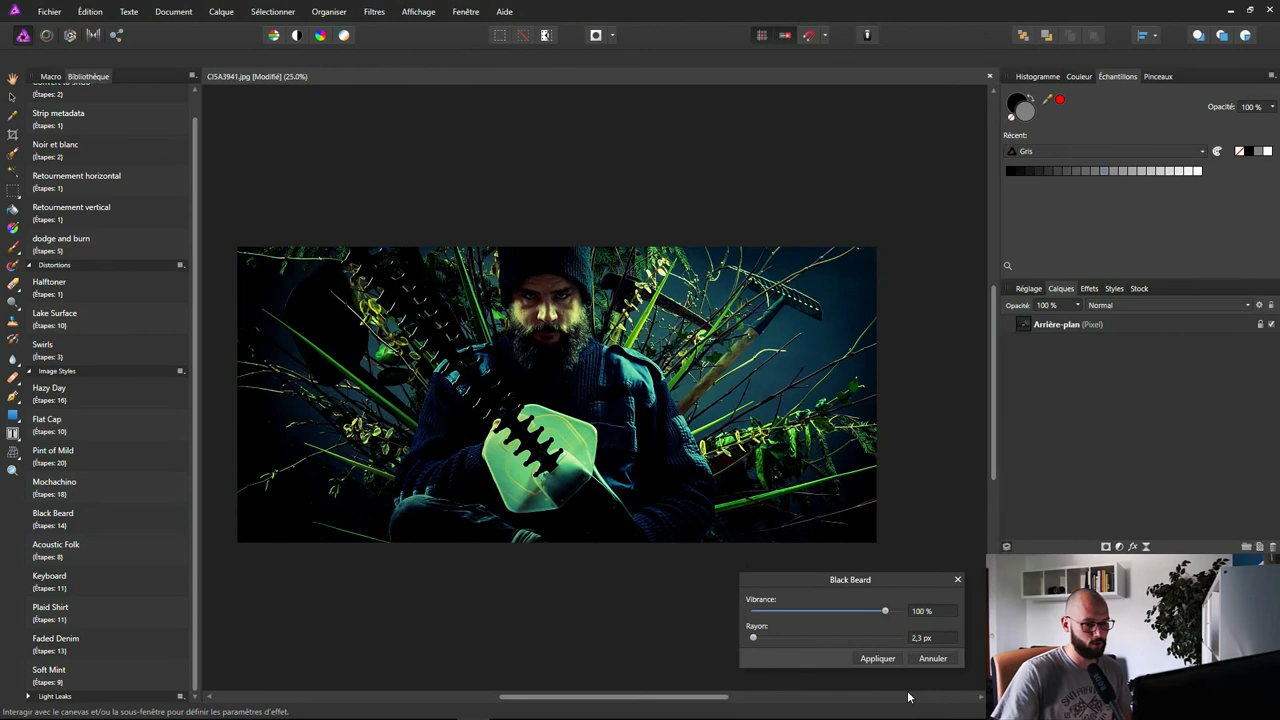 Fichier Édition Texte Document Calque Sélectionner Organiser Filtres Affichage Fenêtre Aide
Macro Bibliothèque
CI5A3941.jpg [Modifié] (25.0%)
Histogramme Couleur Échantillons Pinceaux
(Étapes: 2)
Strip metadata
(Étapes: 1)
Noir et blanc
(Étapes: 2)
Retournement horizontal
(Étapes: 1)
Retournement vertical
(Étapes: 1)
dodge and burn
(Étapes: 5)
Distortions
Halftoner
(Étapes: 1)
Lake Surface
(Étapes: 10)
Swirls
(Étapes: 3)
Image Styles
Hazy Day
(Étapes: 16)
Flat Cap
(Étapes: 10)
Pint of Mild
(Étapes: 20)
Mochachino
(Étapes: 18)
Black Beard
(Étapes: 14)
Acoustic Folk
(Étapes: 8)
Keyboard
(Étapes: 11)
Plaid Shirt
(Étapes: 11)
Faded Denim
(Étapes: 13)
Soft Mint
(Étapes: 9)
Light Leaks
Opacité: 100 %
Récent:
Gris
Réglage Calques Effets Styles Stock
Opacité: 100 % Normal
Arrière-plan (Pixel)
Black Beard
Vibrance:
100 %
Rayon:
2,3 px
Appliquer Annuler
Interagir avec le canevas et/ou la sous-fenêtre pour définir les paramètres d'effet.